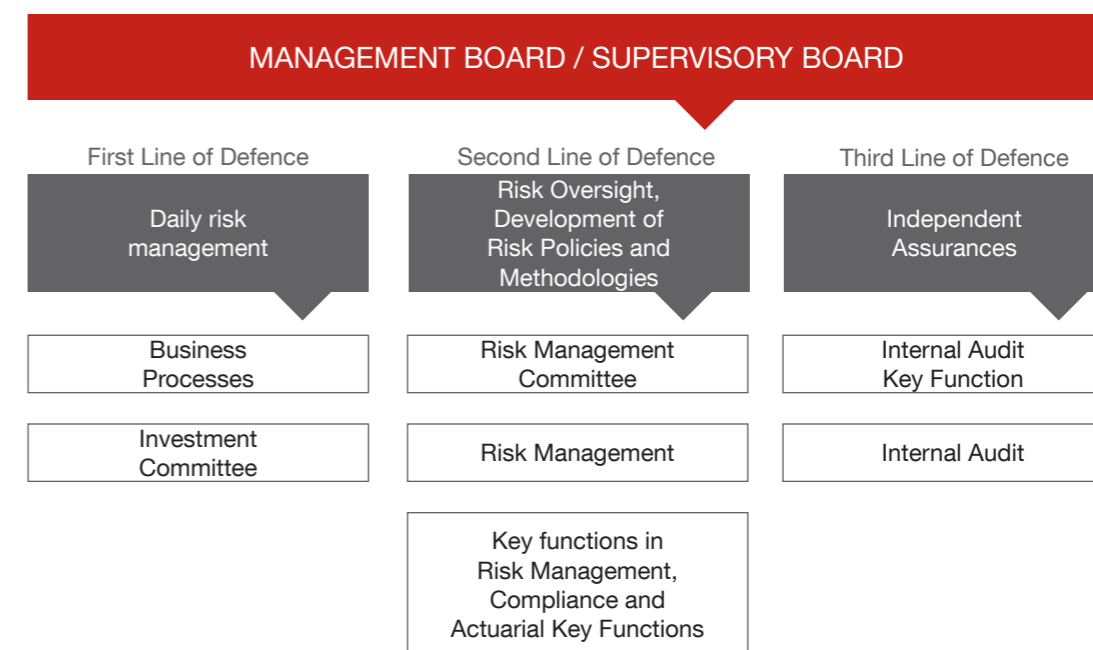 MANAGEMENT BOARD / SUPERVISORY BOARD
First Line of Defence
Daily risk
management
Business
Processes
Investment
Committee
Second Line of Defence
Risk Oversight,
Development of
Risk Policies and
Methodologies
Risk Management
Committee
Risk Management
Key functions in
Risk Management,
Compliance and
Actuarial Key Functions
Third Line of Defence
Independent
Assurances
Internal Audit
Key Function
Internal Audit